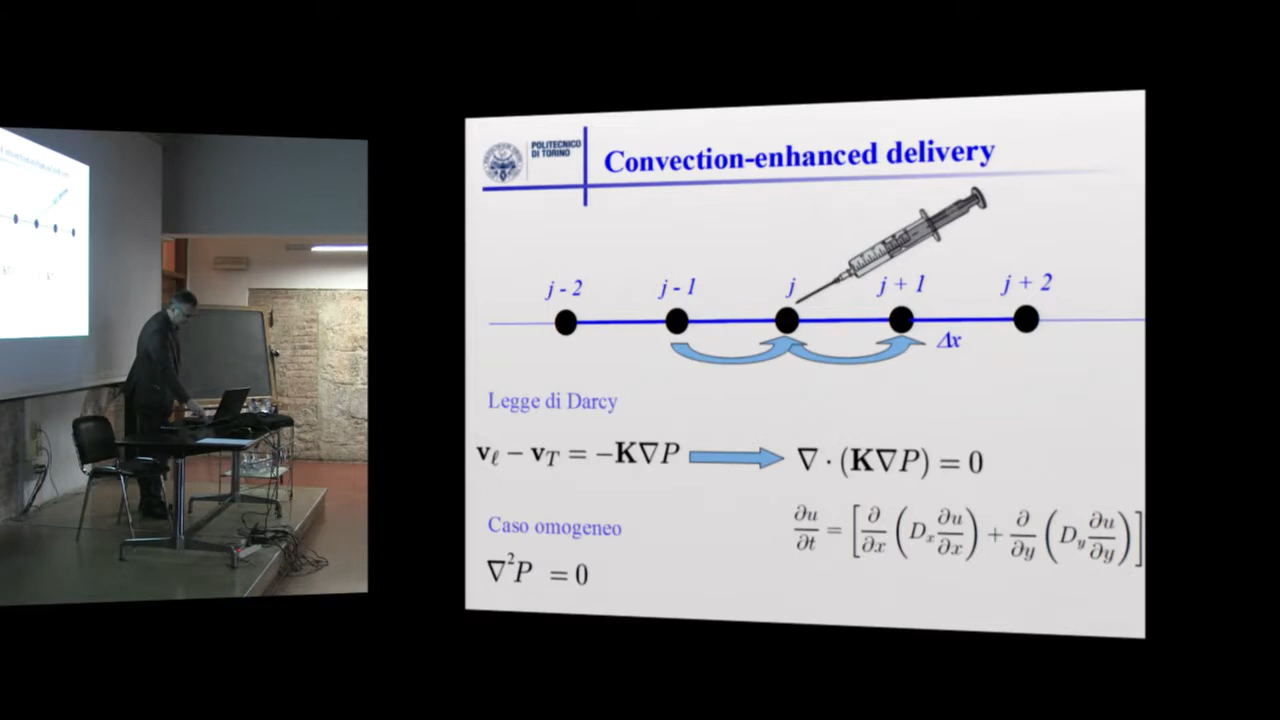 POLITECNICO
DI TORINO
Convection-enhanced delivery
j - 2 j - 1 j j + 1 j + 2
Δx
Legge di Darcy
v_ℓ − v_T = −K∇P ∇ · (K∇P) = 0
Caso omogeneo
∂u/∂t = [∂/∂x (D_x ∂u/∂x) + ∂/∂y (D_y ∂u/∂y)]
∇²P = 0